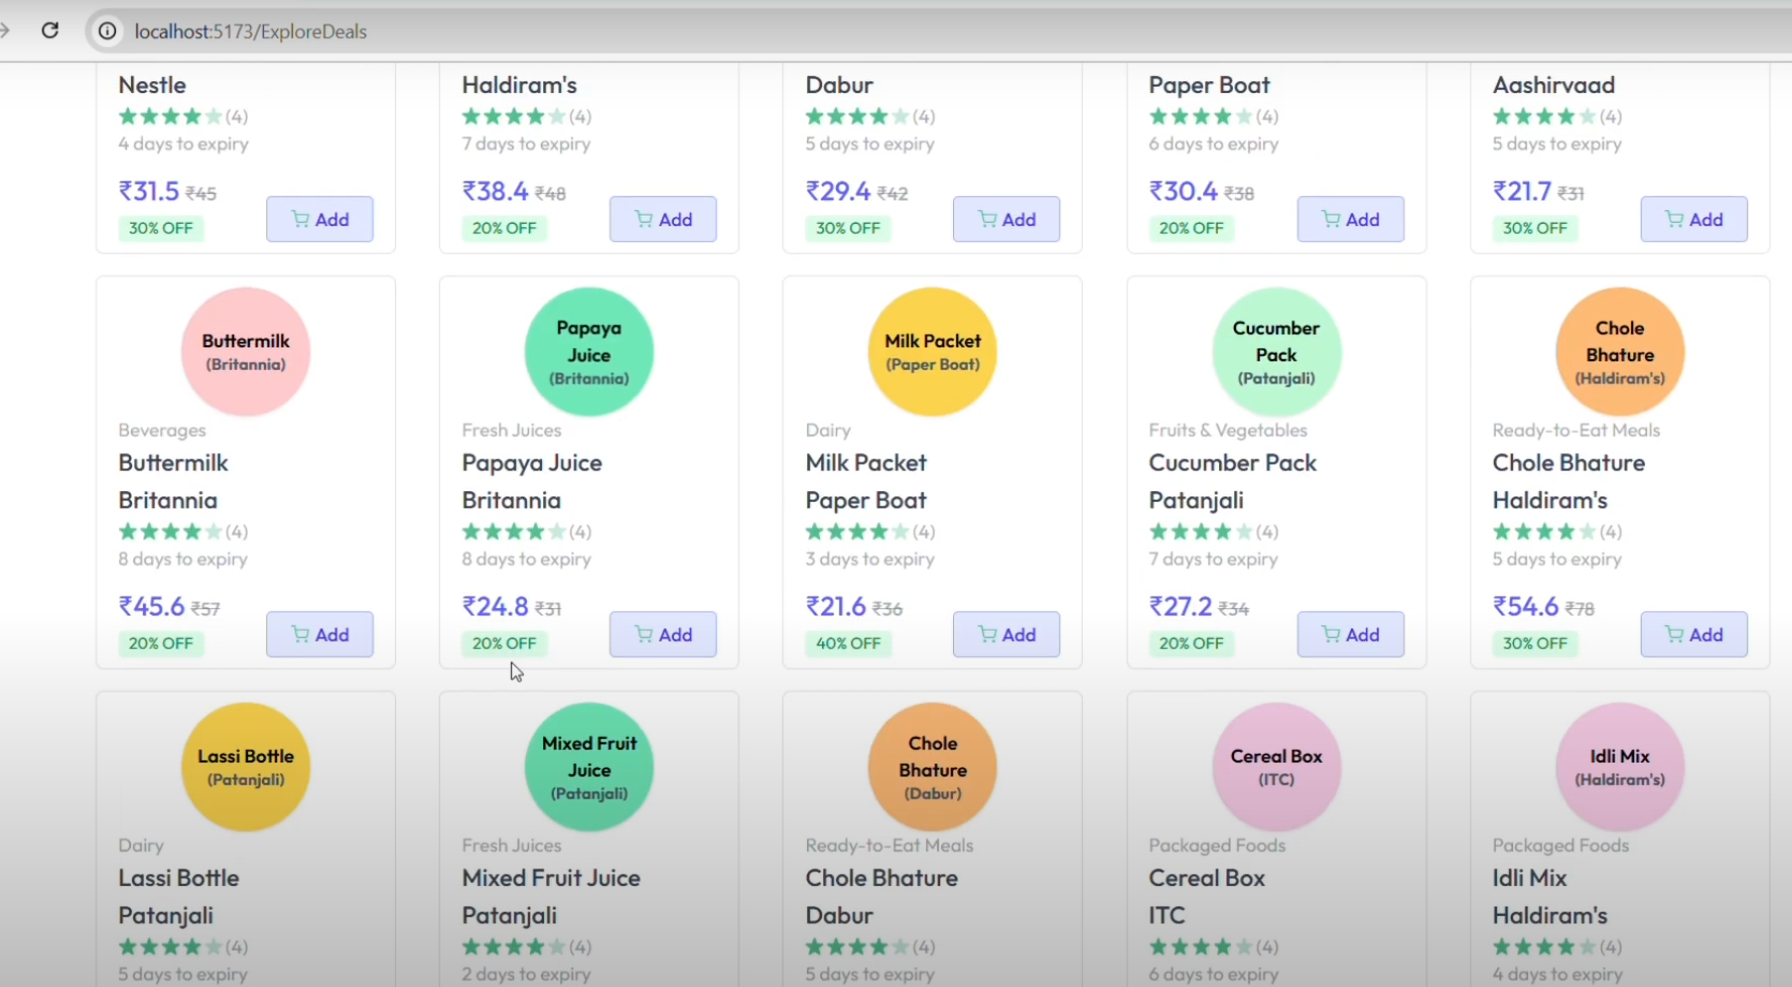 localhost:5173/ExploreDeals
Nestle
(4)
4 days to expiry
₹31.5 ₹45
30% OFF
Add
Haldiram's
(4)
7 days to expiry
₹38.4 ₹48
20% OFF
Add
Dabur
(4)
5 days to expiry
₹29.4 ₹42
30% OFF
Add
Paper Boat
(4)
6 days to expiry
₹30.4 ₹38
20% OFF
Add
Aashirvaad
(4)
5 days to expiry
₹21.7 ₹31
30% OFF
Add
Buttermilk
(Britannia)
Beverages
Buttermilk
Britannia
(4)
8 days to expiry
₹45.6 ₹57
20% OFF
Add
Papaya
Juice
(Britannia)
Fresh Juices
Papaya Juice
Britannia
(4)
8 days to expiry
₹24.8 ₹31
20% OFF
Add
Milk Packet
(Paper Boat)
Dairy
Milk Packet
Paper Boat
(4)
3 days to expiry
₹21.6 ₹36
40% OFF
Add
Cucumber
Pack
(Patanjali)
Fruits & Vegetables
Cucumber Pack
Patanjali
(4)
7 days to expiry
₹27.2 ₹34
20% OFF
Add
Chole
Bhature
(Haldiram's)
Ready-to-Eat Meals
Chole Bhature
Haldiram's
(4)
5 days to expiry
₹54.6 ₹78
30% OFF
Add
Lassi Bottle
(Patanjali)
Dairy
Lassi Bottle
Patanjali
(4)
5 days to expiry
Mixed Fruit
Juice
(Patanjali)
Fresh Juices
Mixed Fruit Juice
Patanjali
(4)
2 days to expiry
Chole
Bhature
(Dabur)
Ready-to-Eat Meals
Chole Bhature
Dabur
(4)
5 days to expiry
Cereal Box
(ITC)
Packaged Foods
Cereal Box
ITC
(4)
6 days to expiry
Idli Mix
(Haldiram's)
Packaged Foods
Idli Mix
Haldiram's
(4)
4 days to expiry